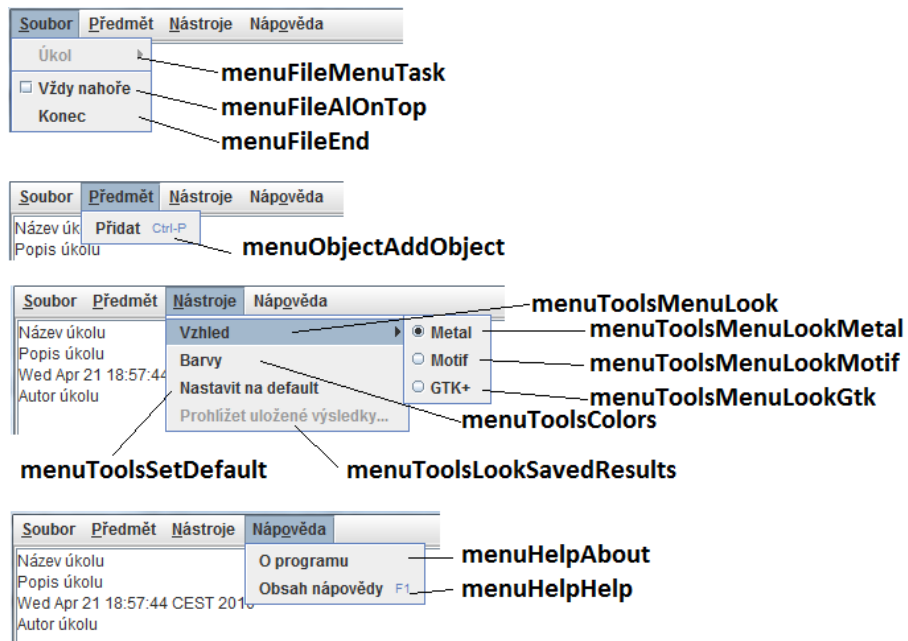 Soubor Předmět Nástroje Nápověda
Úkol
menuFileMenuTask
Vždy nahoře
menuFileAlOnTop
Konec
menuFileEnd
Soubor Předmět Nástroje Nápověda
Název úk
Přidat Ctrl-P
Popis úkolu
menuObjectAddObject
Soubor Předmět Nástroje Nápověda
menuToolsMenuLook
Název úkolu
Vzhled
Metal
menuToolsMenuLookMetal
Popis úkolu
Barvy
Motif
menuToolsMenuLookMotif
Wed Apr 21 18:57:44
Nastavit na default
GTK+
menuToolsMenuLookGtk
Autor úkolu
Prohlížet uložené výsledky...
menuToolsColors
menuToolsSetDefault
menuToolsLookSavedResults
Soubor Předmět Nástroje Nápověda
Název úkolu
O programu
menuHelpAbout
Popis úkolu
Obsah nápovědy F1
menuHelpHelp
Wed Apr 21 18:57:44 CEST 2010
Autor úkolu